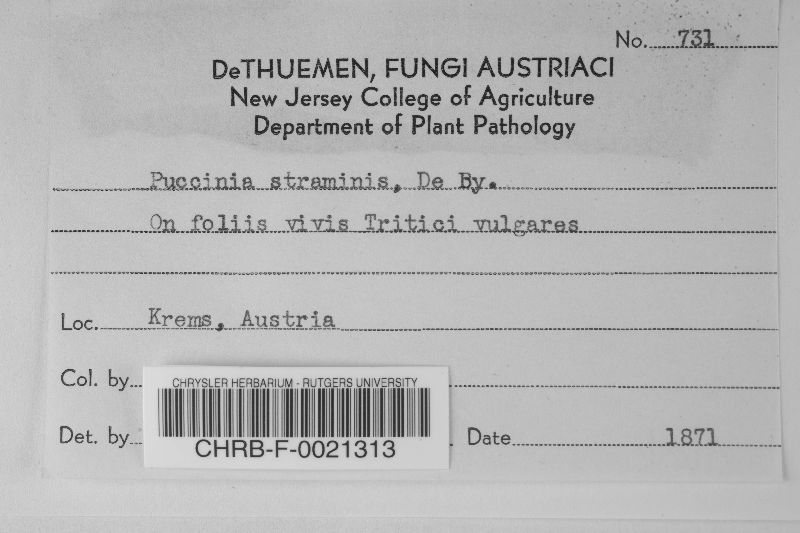 No. 731
DeTHUEMEN, FUNGI AUSTRIACI
New Jersey College of Agriculture
Department of Plant Pathology
Puccinia straminis, De By.
On foliis vivis Tritici vulgares
Loc. Krems, Austria
Col. by
CHRYSLER HERBARIUM - RUTGERS UNIVERSITY
CHRB-F-0021313
Det. by
Date 1871